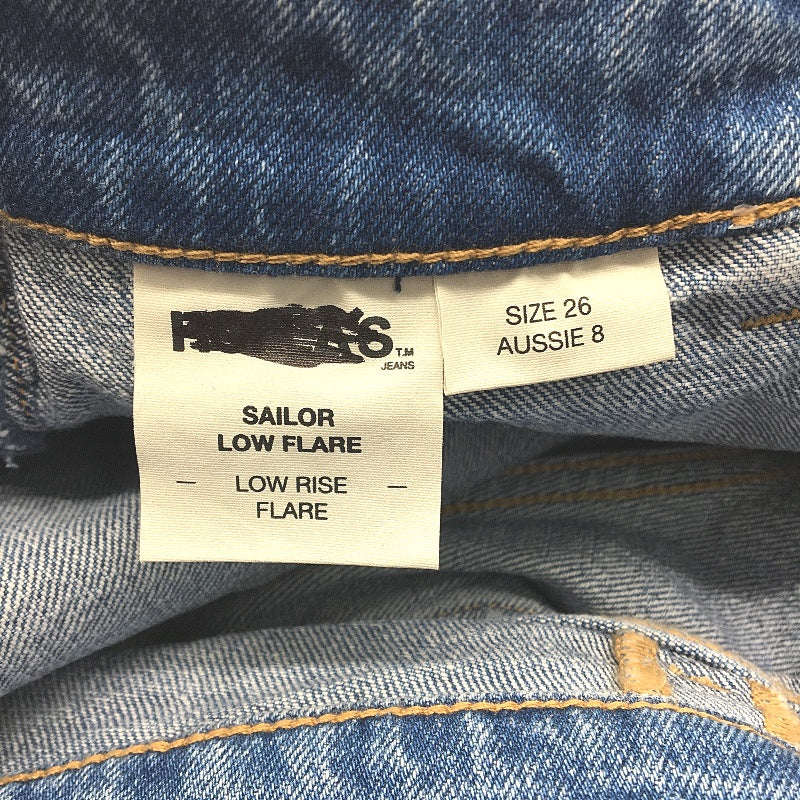 T.M
JEANS
SAILOR
LOW FLARE
— LOW RISE —
FLARE
SIZE 26
AUSSIE 8